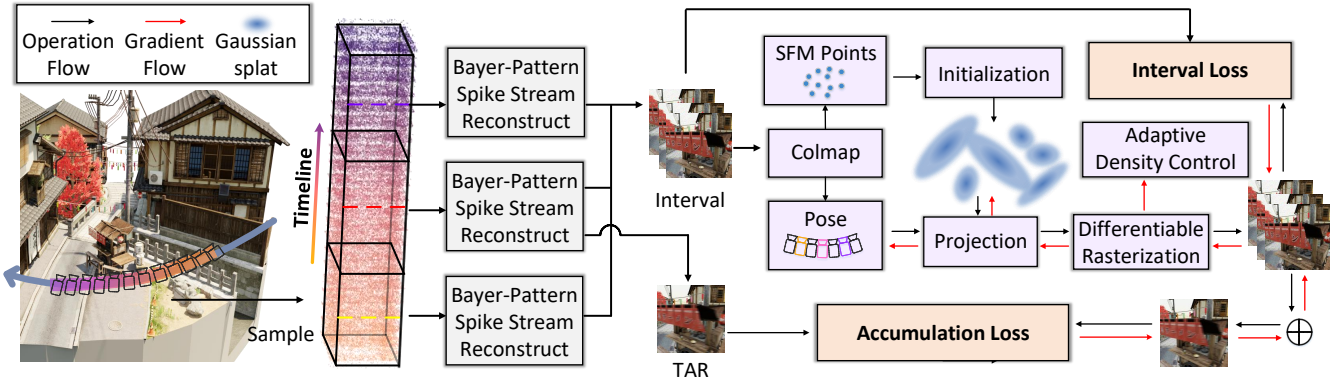 Operation
Flow
Gradient
Flow
Gaussian
splat
Timeline
Sample
Bayer-Pattern
Spike Stream
Reconstruct
Bayer-Pattern
Spike Stream
Reconstruct
Bayer-Pattern
Spike Stream
Reconstruct
Interval
TAR
SFM Points
Colmap
Pose
Initialization
Projection
Interval Loss
Adaptive
Density Control
Differentiable
Rasterization
Accumulation Loss